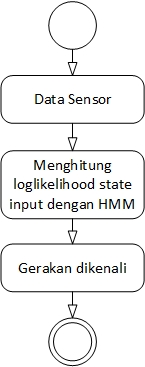 Data Sensor
Menghitung
loglikelihood state
input dengan HMM
Gerakan dikenali